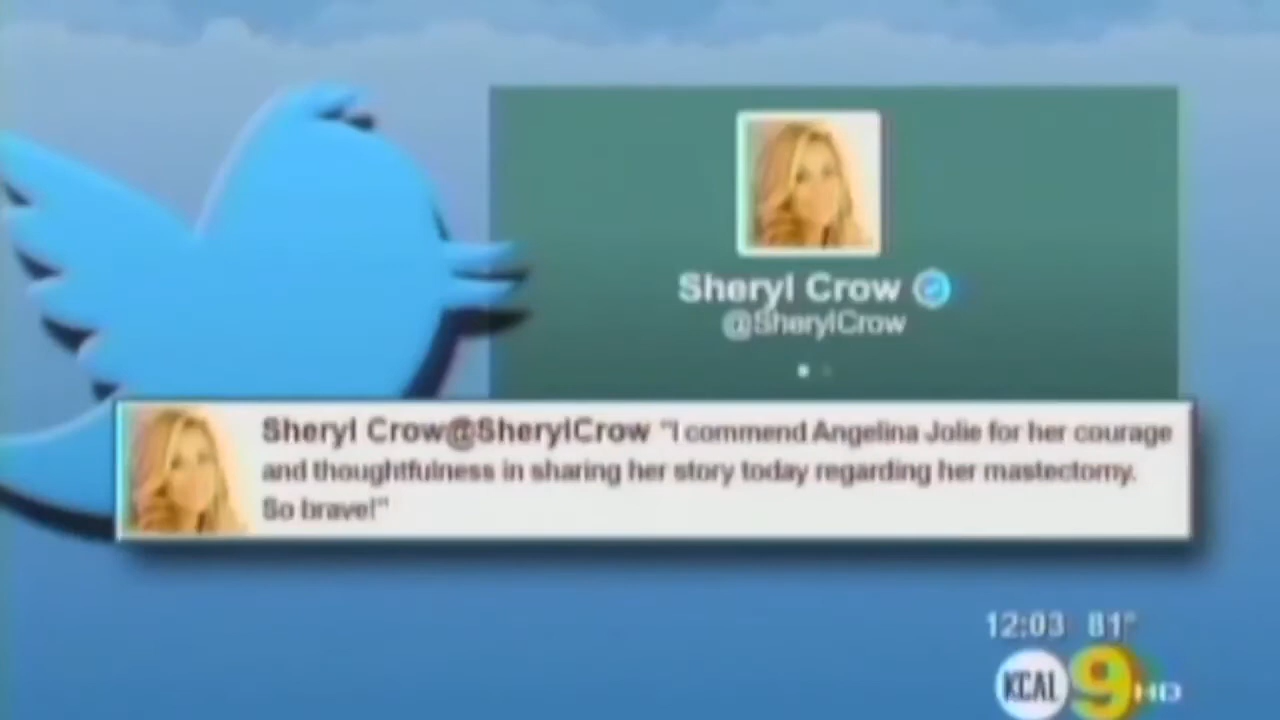 Sheryl Crow
@SherylCrow
Sheryl Crow@SherylCrow "I commend Angelina Jolie for her courage
and thoughtfulness in sharing her story today regarding her mastectomy.
So brave!"
12:03 81°
KCAL 9 HD